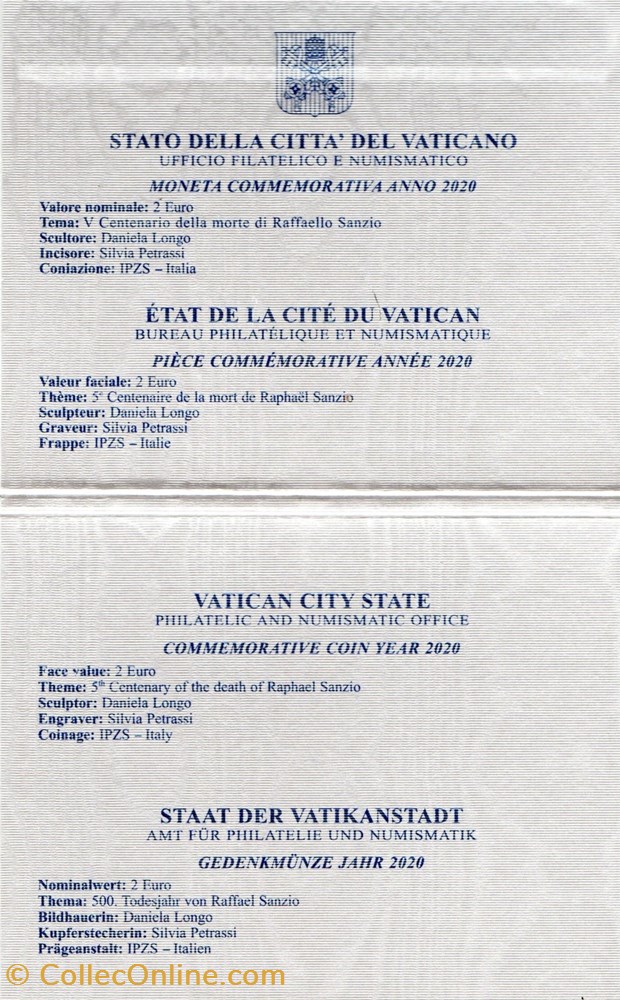 STATO DELLA CITTA' DEL VATICANO
UFFICIO FILATELICO E NUMISMATICO
MONETA COMMEMORATIVA ANNO 2020
Valore nominale: 2 Euro
Tema: V Centenario della morte di Raffaello Sanzio
Scultore: Daniela Longo
Incisore: Silvia Petrassi
Coniazione: IPZS – Italia
ÉTAT DE LA CITÉ DU VATICAN
BUREAU PHILATÉLIQUE ET NUMISMATIQUE
PIÈCE COMMÉMORATIVE ANNÉE 2020
Valeur faciale: 2 Euro
Thème: 5e Centenaire de la mort de Raphaël Sanzio
Sculpteur: Daniela Longo
Graveur: Silvia Petrassi
Frappe: IPZS – Italie
VATICAN CITY STATE
PHILATELIC AND NUMISMATIC OFFICE
COMMEMORATIVE COIN YEAR 2020
Face value: 2 Euro
Theme: 5th Centenary of the death of Raphael Sanzio
Sculptor: Daniela Longo
Engraver: Silvia Petrassi
Coinage: IPZS – Italy
STAAT DER VATIKANSTADT
AMT FÜR PHILATELIE UND NUMISMATIK
GEDENKMÜNZE JAHR 2020
Nominalwert: 2 Euro
Thema: 500. Todesjahr von Raffael Sanzio
Bildhauerin: Daniela Longo
Kupferstecherin: Silvia Petrassi
Prägeanstalt: IPZS – Italien
© CollecOnline.com